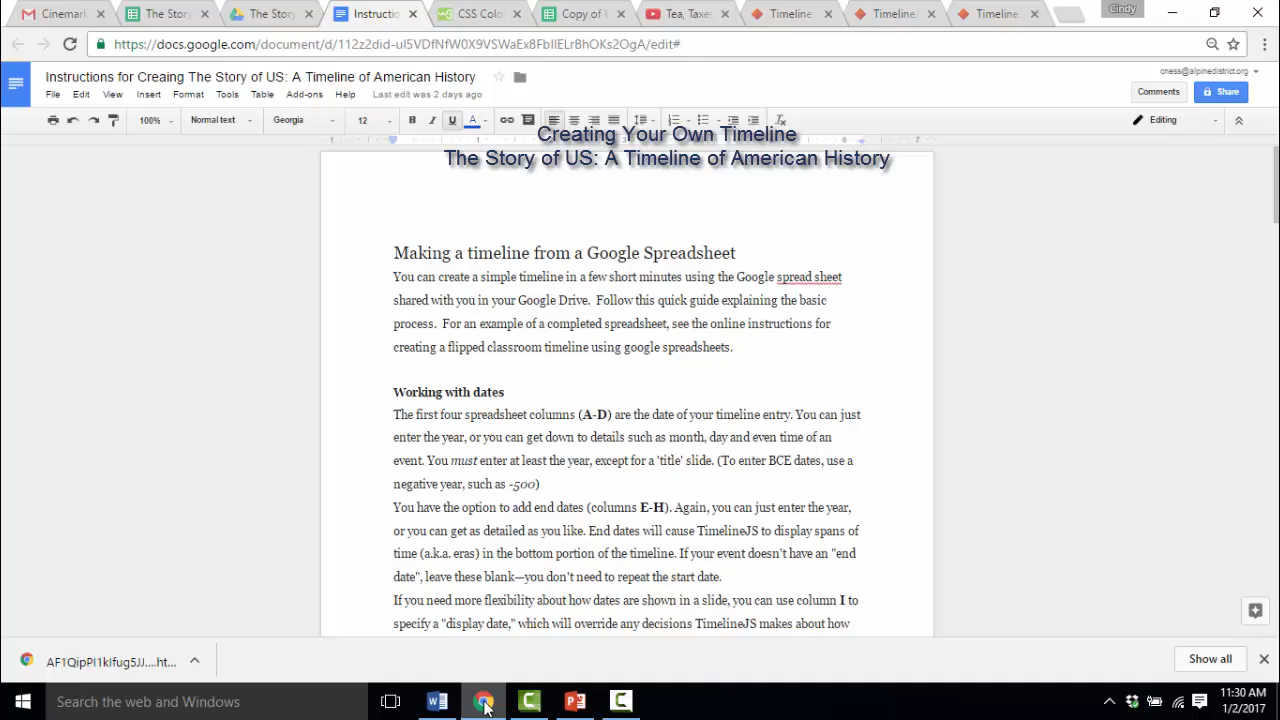 Cinemark
The Story
The Story
Instructio
CSS Colo
Copy of E
Tea, Taxe
Timeline
Timeline.
Timeline
Cindy
https://docs.google.com/document/d/112z2did-ul5VDfNfW0X9VSWaEx8FbIlELrBhOKs2OgA/edit#
Instructions for Creaing The Story of US: A Timeline of American History
cness@alpinedistrict.org
File Edit View Insert Format Tools Table Add-ons Help Last edit was 2 days ago
Comments
Share
100% Normal text Georgia 12 B I U A Editing
Creating Your Own Timeline
The Story of US: A Timeline of American History
Making a timeline from a Google Spreadsheet
You can create a simple timeline in a few short minutes using the Google spread sheet
shared with you in your Google Drive. Follow this quick guide explaining the basic
process. For an example of a completed spreadsheet, see the online instructions for
creating a flipped classroom timeline using google spreadsheets.
Working with dates
The first four spreadsheet columns (A-D) are the date of your timeline entry. You can just
enter the year, or you can get down to details such as month, day and even time of an
event. You must enter at least the year, except for a 'title' slide. (To enter BCE dates, use a
negative year, such as -500)
You have the option to add end dates (columns E-H). Again, you can just enter the year,
or you can get as detailed as you like. End dates will cause TimelineJS to display spans of
time (a.k.a. eras) in the bottom portion of the timeline. If your event doesn't have an "end
date", leave these blank—you don't need to repeat the start date.
If you need more flexibility about how dates are shown in a slide, you can use column I to
specify a "display date," which will override any decisions TimelineJS makes about how
AF1QipPI1kIfug5JJ....ht...
Show all
Search the web and Windows
11:30 AM
1/2/2017